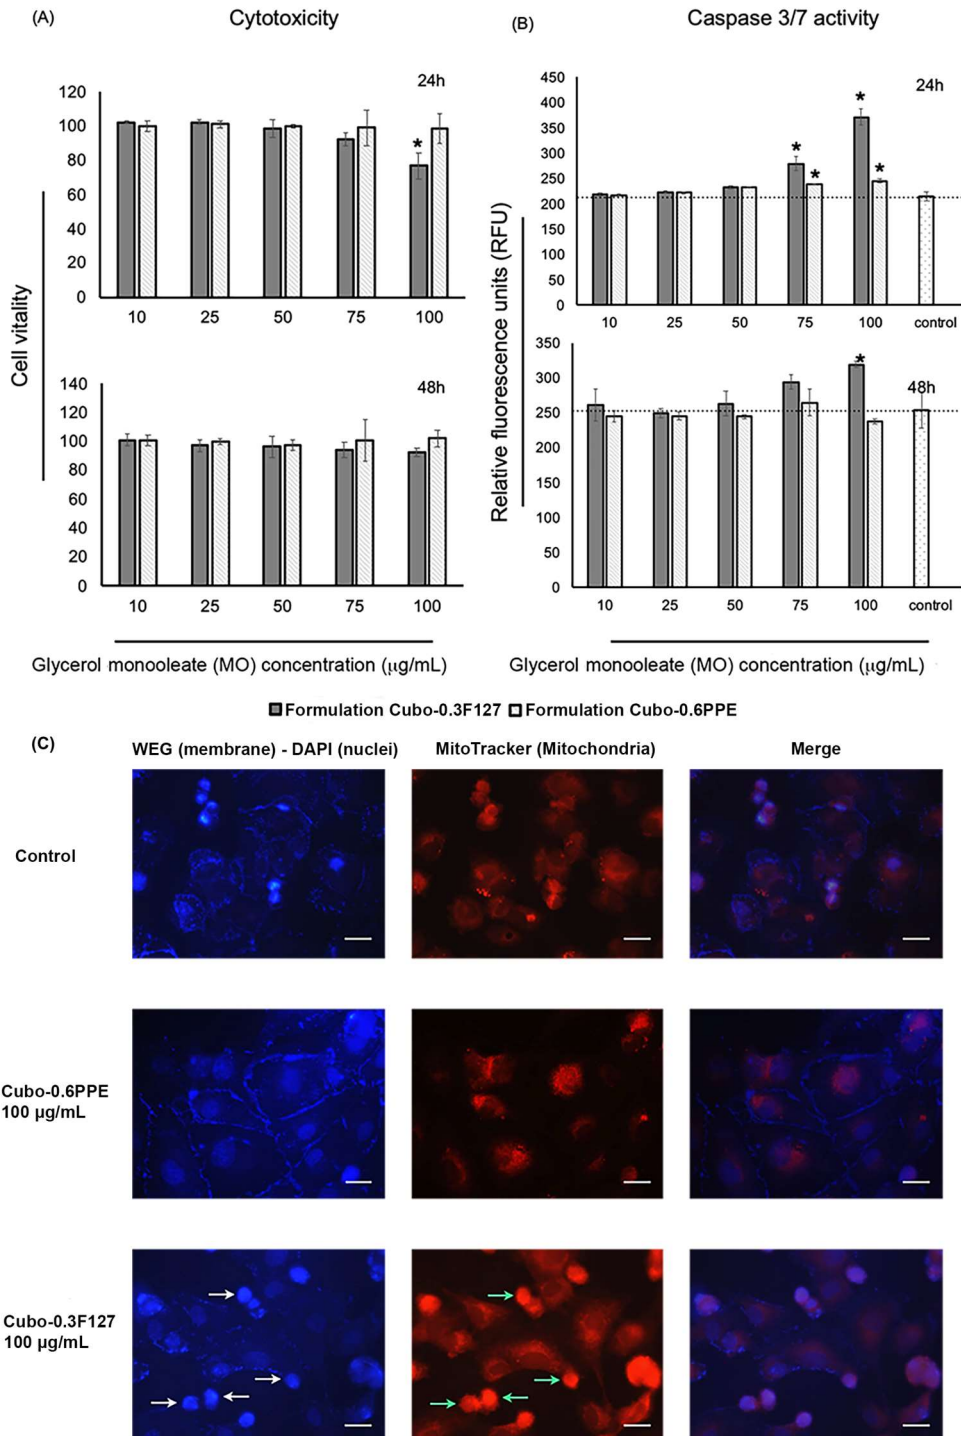 (A)
Cytotoxicity
24h
120
100
80
60
40
20
0
*
10 25 50 75 100
Cell vitality
48h
140
120
100
80
60
40
20
0
10 25 50 75 100
Glycerol monooleate (MO) concentration (µg/mL)
(B)
Caspase 3/7 activity
24h
450
400
350
300
250
200
150
100
50
0
* * * *
10 25 50 75 100 control
Relative fluorescence units (RFU)
48h
350
300
250
200
150
100
50
0
*
10 25 50 75 100 control
Glycerol monooleate (MO) concentration (µg/mL)
Formulation Cubo-0.3F127 Formulation Cubo-0.6PPE
(C)
WEG (membrane) - DAPI (nuclei) MitoTracker (Mitochondria) Merge
Control
Cubo-0.6PPE
100 µg/mL
Cubo-0.3F127
100 µg/mL